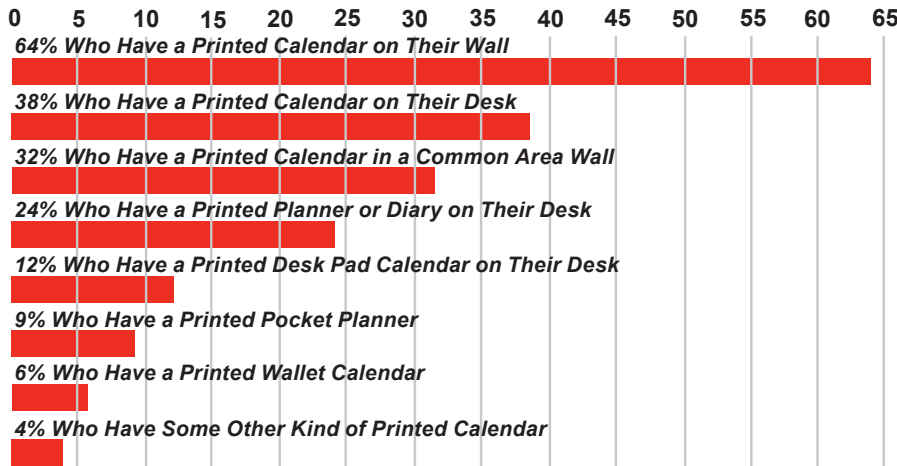 0 5 10 15 20 25 30 35 40 45 50 55 60 65
64% Who Have a Printed Calendar on Their Wall
38% Who Have a Printed Calendar on Their Desk
32% Who Have a Printed Calendar in a Common Area Wall
24% Who Have a Printed Planner or Diary on Their Desk
12% Who Have a Printed Desk Pad Calendar on Their Desk
9% Who Have a Printed Pocket Planner
6% Who Have a Printed Wallet Calendar
4% Who Have Some Other Kind of Printed Calendar